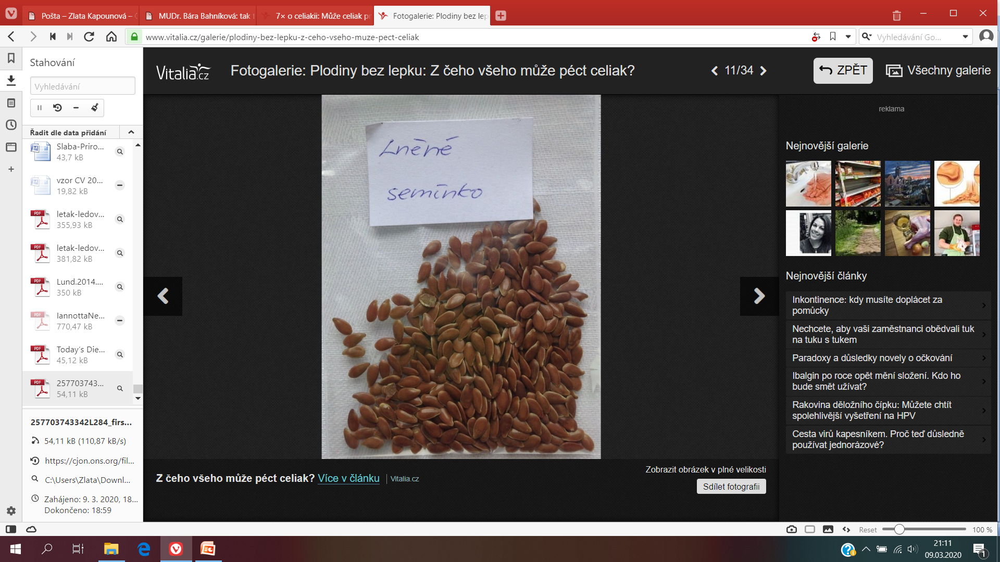 Pošta – Zlata Kapounová –
MUDr. Bára Bahníková: tak
7× o celiakii: Může celiak pr
Fotogalerie: Plodiny bez lep
www.vitalia.cz/galerie/plodiny-bez-lepku-z-ceho-vseho-muze-pect-celiak
Vyhledávání Go...
Stahování
Vyhledávání
Řadit dle data přidání
Slaba-Priro...
43,7 kB
vzor CV 20...
19,82 kB
letak-ledov...
355,93 kB
letak-ledov...
381,82 kB
Lund.2014....
350 kB
IannottaNe...
770,47 kB
Today's Die...
45,12 kB
257703743...
54,11 kB
257703743342L284_firs...
54,11 kB (110,87 kB/s)
https://cjon.ons.org/fil...
C:\Users\Zlata\Downl...
Zahájeno: 9. 3. 2020, 18...
Dokončeno: 18:59
Vitalia.cz
Fotogalerie: Plodiny bez lepku: Z čeho všeho může péct celiak?
11/34
ZPĚT
Všechny galerie
Lněné
semínko
Z čeho všeho může péct celiak? Více v článku | Vitalia.cz
Zobrazit obrázek v plné velikosti
Sdílet fotografii
reklama
Nejnovější galerie
Nejnovější články
Inkontinence: kdy musíte doplácet za
pomůcky
Nechcete, aby vaši zaměstnanci obědvali tuk
na tuku s tukem
Paradoxy a důsledky novely o očkování
Ibalgin po roce opět mění složení. Kdo ho
bude smět užívat?
Rakovina děložního čípku: Můžete chtít
spolehlivější vyšetření na HPV
Cesta virů kapesníkem. Proč teď důsledně
používat jednorázové?
Reset
100 %
21:11
09.03.2020
1